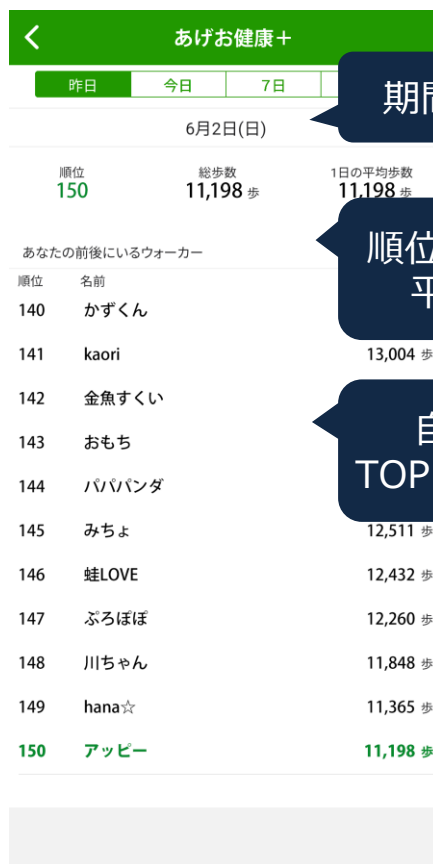 あげお健康＋
昨日 今日 7日
期
6月2日(日)
順位 総歩数 1日の平均歩数
150 11,198 歩 11,198 歩
順位
あなたの前後にいるウォーカー
順位 名前
140 かずくん
141 kaori 13,004 歩
142 金魚すくい
143 おもち
TOP
144 パパパンダ
145 みちょ 12,511 歩
146 蛙LOVE 12,432 歩
147 ぷろぽぽ 12,260 歩
148 川ちゃん 11,848 歩
149 hana☆ 11,365 歩
150 アッピー 11,198 歩